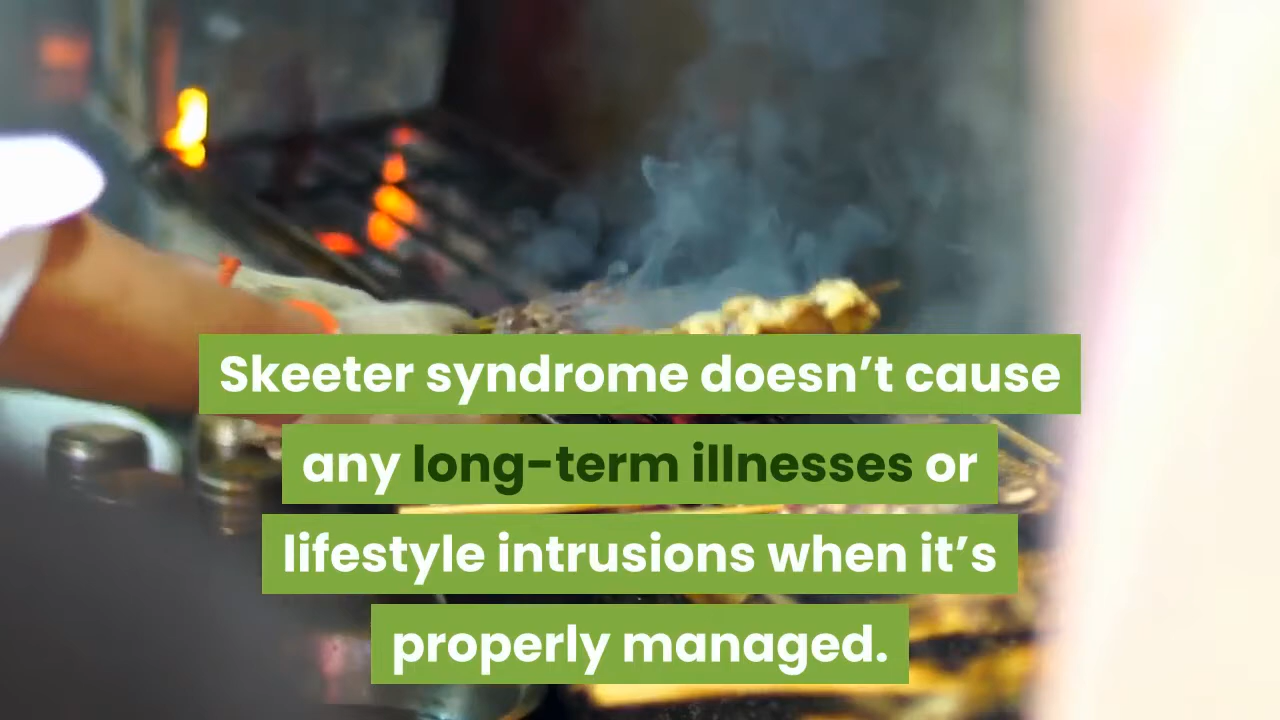 Skeeter syndrome doesn’t cause
any long-term illnesses or
lifestyle intrusions when it’s
properly managed.